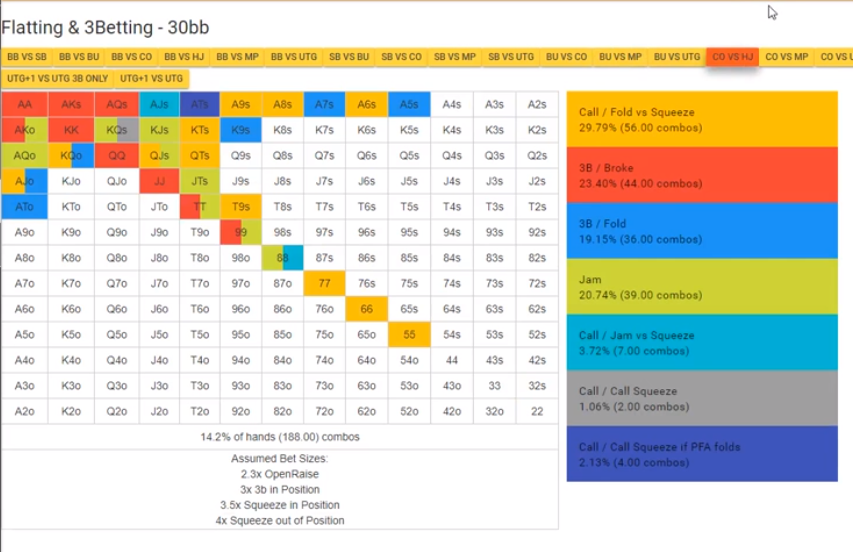 Flatting & 3Betting - 30bb
BB VS SB BB VS BU BB VS CO BB VS HJ BB VS MP BB VS UTG SB VS BU SB VS CO SB VS MP SB VS UTG BU VS CO BU VS MP BU VS UTG CO VS HJ CO VS MP CO VS U
UTG+1 VS UTG 3B ONLY UTG+1 VS UTG
AA AKs AQs AJs ATs A9s A8s A7s A6s A5s A4s A3s A2s
AKo KK KQs KJs KTs K9s K8s K7s K6s K5s K4s K3s K2s
AQo KQo QQ QJs QTs Q9s Q8s Q7s Q6s Q5s Q4s Q3s Q2s
AJo KJo QJo JJ JTs J9s J8s J7s J6s J5s J4s J3s J2s
ATo KTo QTo JTo TT T9s T8s T7s T6s T5s T4s T3s T2s
A9o K9o Q9o J9o T9o 99 98s 97s 96s 95s 94s 93s 92s
A8o K8o Q8o J8o T8o 98o 88 87s 86s 85s 84s 83s 82s
A7o K7o Q7o J7o T7o 97o 87o 77 76s 75s 74s 73s 72s
A6o K6o Q6o J6o T6o 96o 86o 76o 66 65s 64s 63s 62s
A5o K5o Q5o J5o T5o 95o 85o 75o 65o 55 54s 53s 52s
A4o K4o Q4o J4o T4o 94o 84o 74o 64o 54o 44 43s 42s
A3o K3o Q3o J3o T3o 93o 83o 73o 63o 53o 43o 33 32s
A2o K2o Q2o J2o T2o 92o 82o 72o 62o 52o 42o 32o 22
14.2% of hands (188.00) combos
Assumed Bet Sizes:
2.3x OpenRaise
3x 3b in Position
3.5x Squeeze in Position
4x Squeeze out of Position
Call / Fold vs Squeeze
29.79% (56.00 combos)
3B / Broke
23.40% (44.00 combos)
3B / Fold
19.15% (36.00 combos)
Jam
20.74% (39.00 combos)
Call / Jam vs Squeeze
3.72% (7.00 combos)
Call / Call Squeeze
1.06% (2.00 combos)
Call / Call Squeeze if PFA folds
2.13% (4.00 combos)